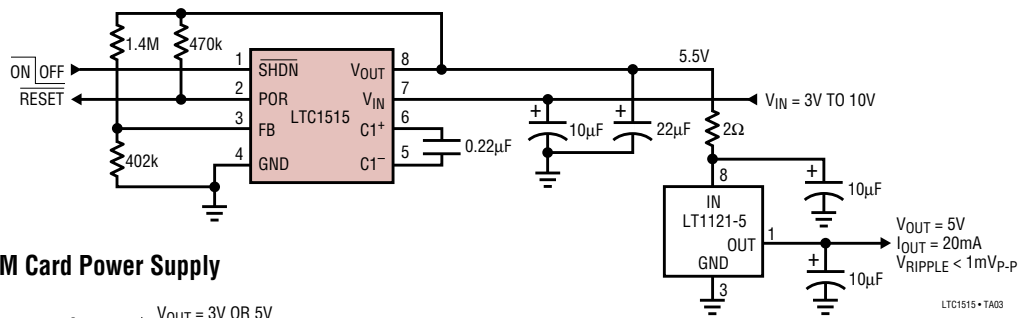 1.4M
470k
ON OFF
RESET
1
2
3
4
SHDN
POR
FB
GND
LTC1515
VOUT
VIN
C1+
C1–
8
7
6
5
0.22µF
5.5V
VIN = 3V TO 10V
+
10µF
+
22µF
2Ω
402k
8
IN
LT1121-5
OUT
GND
1
3
+
10µF
+
10µF
VOUT = 5V
IOUT = 20mA
VRIPPLE < 1mVP-P
LTC1515 • TA03
M Card Power Supply
VOUT = 3V OR 5V